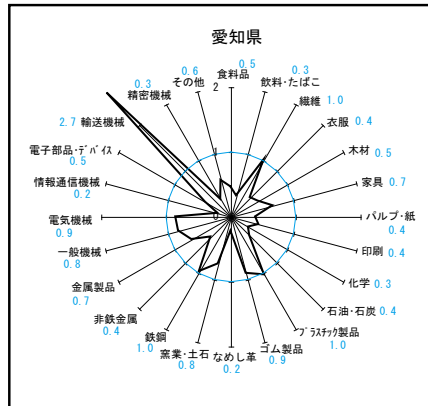 愛知県
食料品
0.5
飲料・たばこ
0.3
繊維 1.0
衣服 0.4
木材 0.5
家具 0.7
パルプ・紙
0.4
印刷 0.4
化学 0.3
石油・石炭 0.4
プラスチック製品
1.0
ゴム製品
0.9
なめし革
0.2
窯業・土石
0.8
鉄鋼
1.0
非鉄金属
0.4
金属製品
0.7
一般機械
0.8
電気機械
0.9
情報通信機械
0.2
電子部品・デバイス
0.5
2.7 輸送機械
精密機械
0.3
その他
0.6
2
1
0